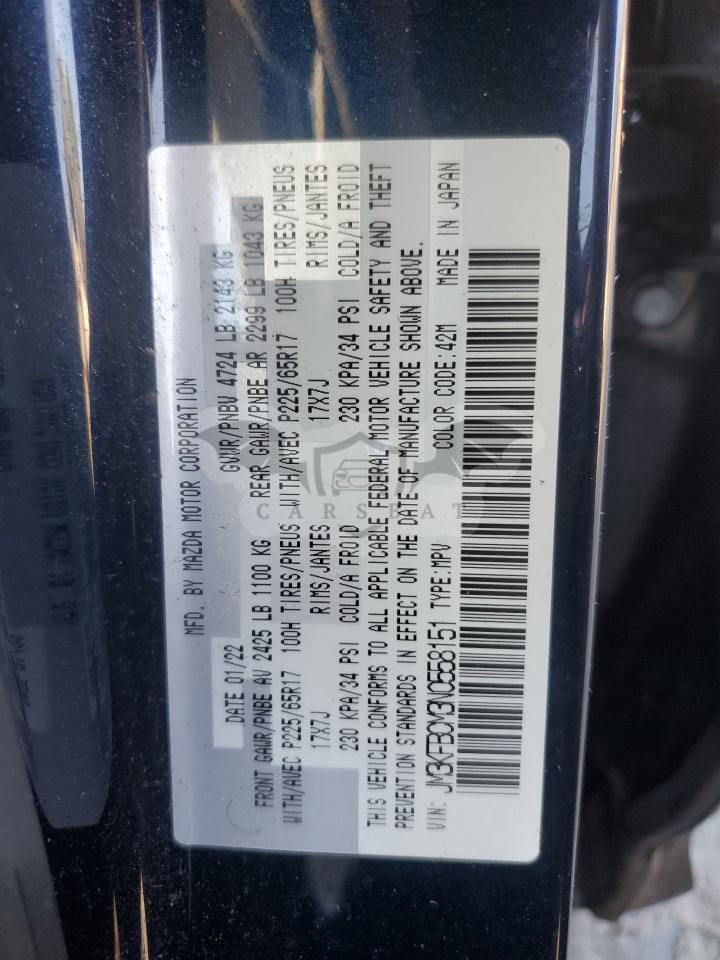 MFD. BY MAZDA MOTOR CORPORATION
DATE 01/22 GVWR/PNBV 4724 LB 2143 KG
FRONT GAWR/PNBE AV 2425 LB 1100 KG REAR GAWR/PNBE AR 2299 LB 1043 KG
WITH/AVEC P225/65R17 100H TIRES/PNEUS WITH/AVEC P225/65R17 100H TIRES/PNEUS
17X7J RIMS/JANTES 17X7J RIMS/JANTES
230 KPA/34 PSI COLD/A FROID 230 KPA/34 PSI COLD/A FROID
THIS VEHICLE CONFORMS TO ALL APPLICABLE FEDERAL MOTOR VEHICLE SAFETY AND THEFT
PREVENTION STANDARDS IN EFFECT ON THE DATE OF MANUFACTURE SHOWN ABOVE.
VIN: JM3KFBCM3N0558151 TYPE:MPV COLOR CODE:42M MADE IN JAPAN
CARSEAT